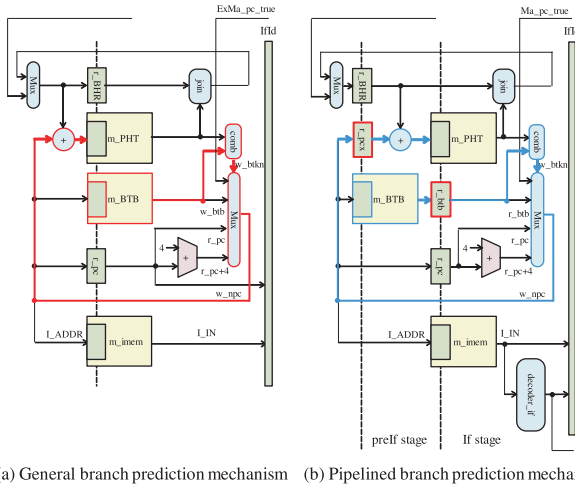 ExMa_pc_true
IfId
Mux
r_BHR
join
+
m_PHT
comb
w_btkn
m_BTB
w_btb
Mux
r_pc
4
+
r_pc
r_pc+4
w_npc
I_ADDR
m_imem
I_IN
(a) General branch prediction mechanism
Ma_pc_true
IfId
Mux
r_BHR
join
r_pcx
+
m_PHT
comb
w_btkn
m_BTB
r_btb
r_btb
Mux
r_pc
4
+
r_pc
r_pc+4
w_npc
I_ADDR
m_imem
I_IN
decoder_if
preIf stage
If stage
(b) Pipelined branch prediction